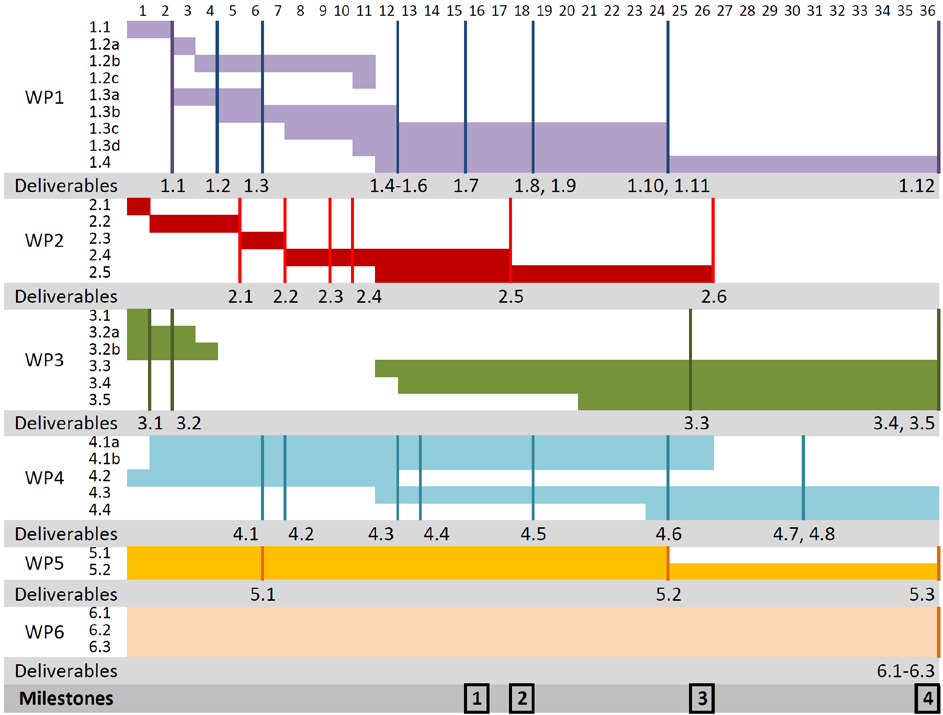 1 2 3 4 5 6 7 8 9 10 11 12 13 14 15 16 17 18 19 20 21 22 23 24 25 26 27 28 29 30 31 32 33 34 35 36
WP1
1.1
1.2a
1.2b
1.2c
1.3a
1.3b
1.3c
1.3d
1.4
Deliverables 1.1 1.2 1.3 1.4-1.6 1.7 1.8, 1.9 1.10, 1.11 1.12
WP2
2.1
2.2
2.3
2.4
2.5
Deliverables 2.1 2.2 2.3 2.4 2.5 2.6
WP3
3.1
3.2a
3.2b
3.3
3.4
3.5
Deliverables 3.1 3.2 3.3 3.4, 3.5
WP4
4.1a
4.1b
4.2
4.3
4.4
Deliverables 4.1 4.2 4.3 4.4 4.5 4.6 4.7, 4.8
WP5
5.1
5.2
Deliverables 5.1 5.2 5.3
WP6
6.1
6.2
6.3
Deliverables 6.1-6.3
Milestones 1 2 3 4